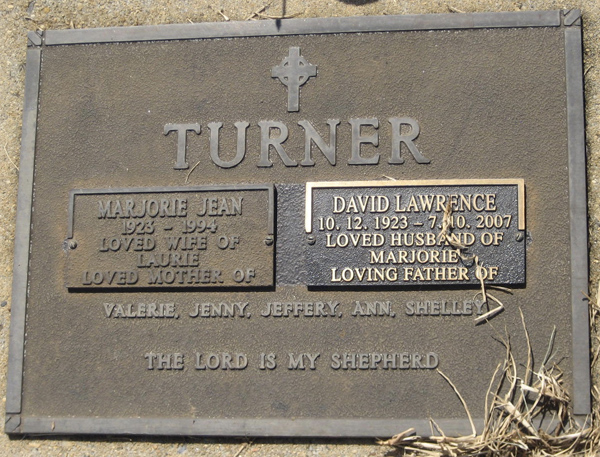 TURNER
MARJORIE JEAN
1923 - 1994
LOVED WIFE OF
LAURIE
LOVED MOTHER OF
DAVID LAWRENCE
10. 12. 1923 - 7. 10. 2007
LOVED HUSBAND OF
MARJORIE
LOVING FATHER OF
VALERIE, JENNY, JEFFERY, ANN, SHELLEY
THE LORD IS MY SHEPHERD